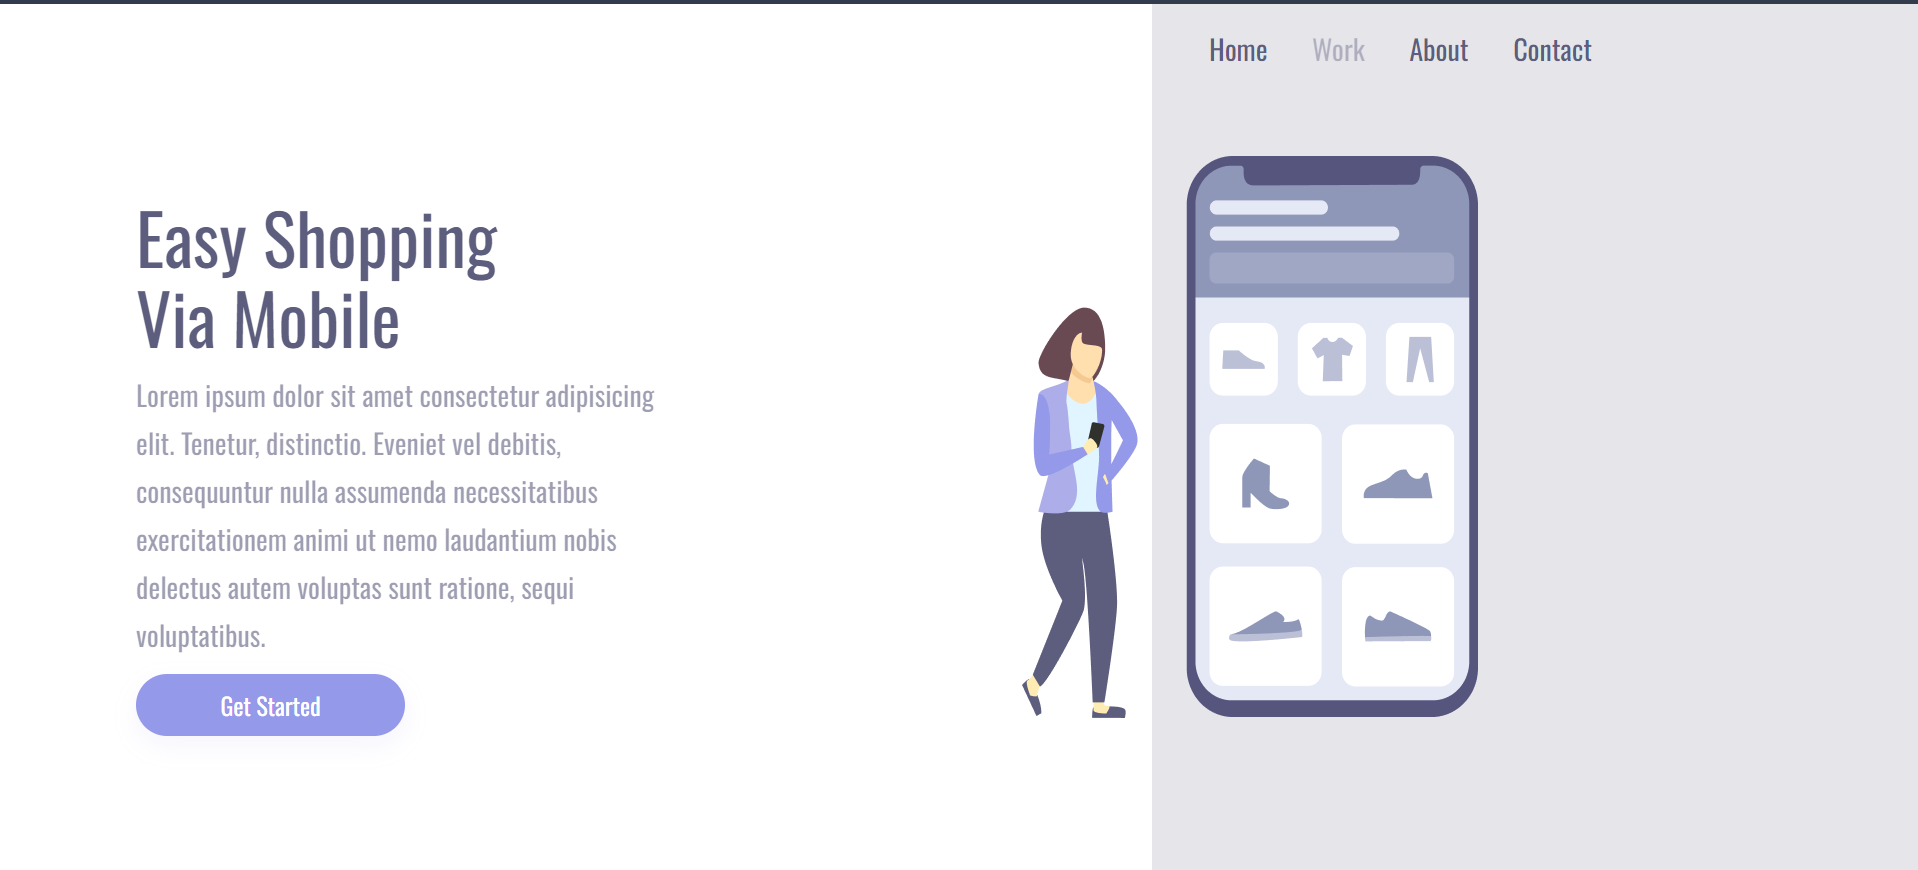 Home Work About Contact
Easy Shopping
Via Mobile
Lorem ipsum dolor sit amet consectetur adipisicing
elit. Tenetur, distinctio. Eveniet vel debitis,
consequuntur nulla assumenda necessitatibus
exercitationem animi ut nemo laudantium nobis
delectus autem voluptas sunt ratione, sequi
voluptatibus.
Get Started